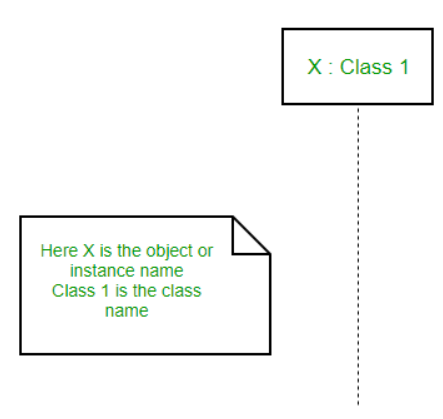 X : Class 1
Here X is the object or
instance name
Class 1 is the class
name